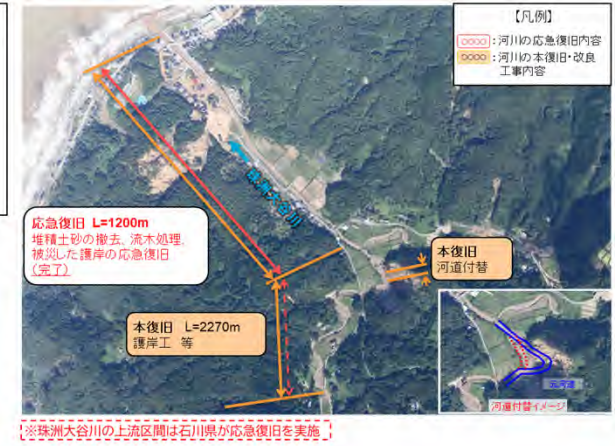 【凡例】
○○○○:河川の応急復旧内容
○○○○:河川の本復旧・改良
工事内容
珠洲大谷川
応急復旧 L=1200m
堆積土砂の撤去、流木処理、
被災した護岸の応急復旧
(完了)
本復旧
河道付替
本復旧 L=2270m
護岸工 等
元河道
河道付替イメージ
※珠洲大谷川の上流区間は石川県が応急復旧を実施